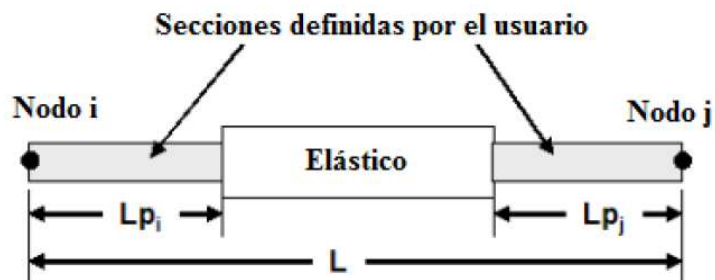 Secciones definidas por el usuario
Nodo i
Nodo j
Elástico
Lpi
Lpj
L